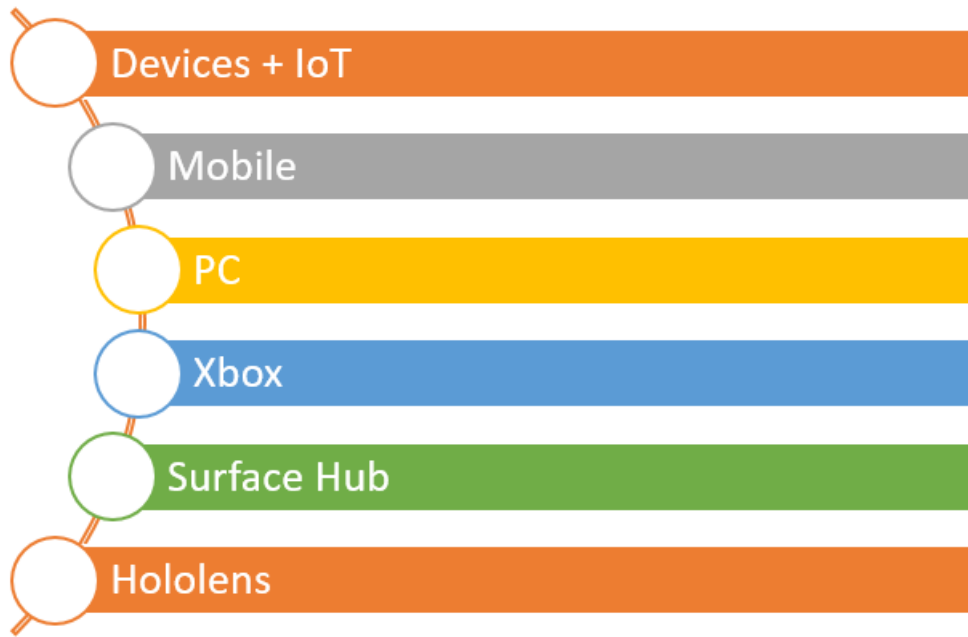 Devices + IoT
Mobile
PC
Xbox
Surface Hub
Hololens